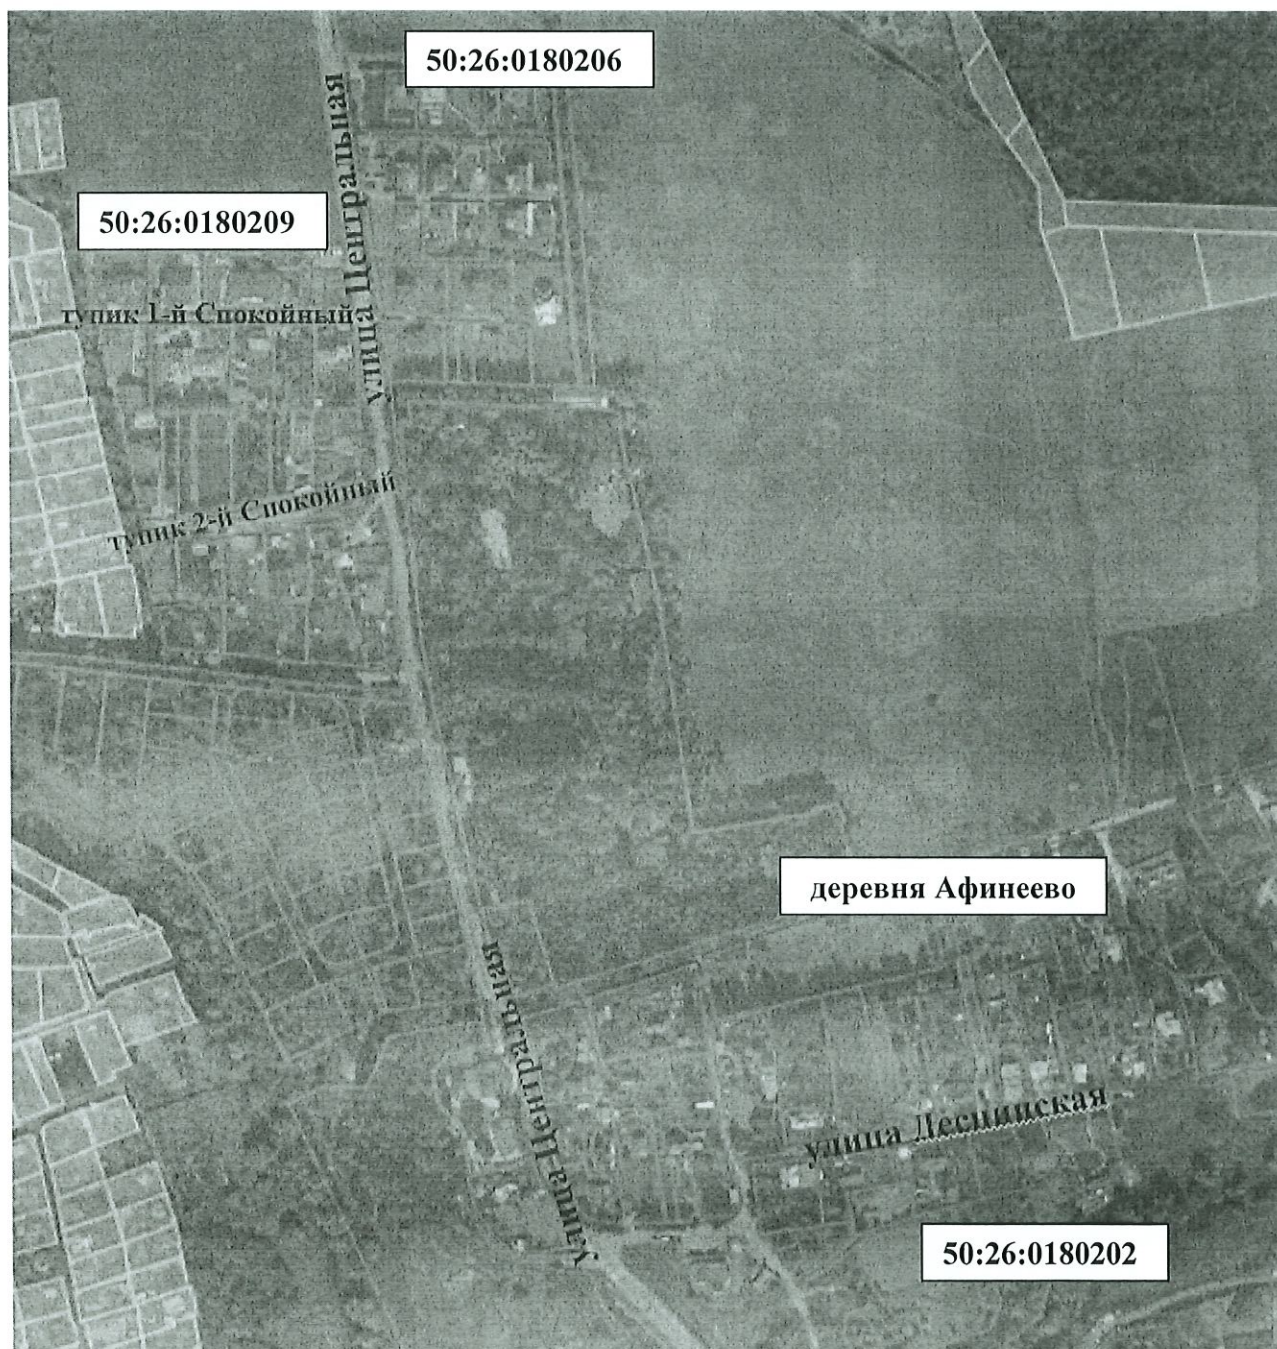 50:26:0180206
улица Центральная
50:26:0180209
тупик 1-й Спокойный
тупик 2-й Спокойный
деревня Афинеево
улица Центральная
улица Леснинская
50:26:0180202